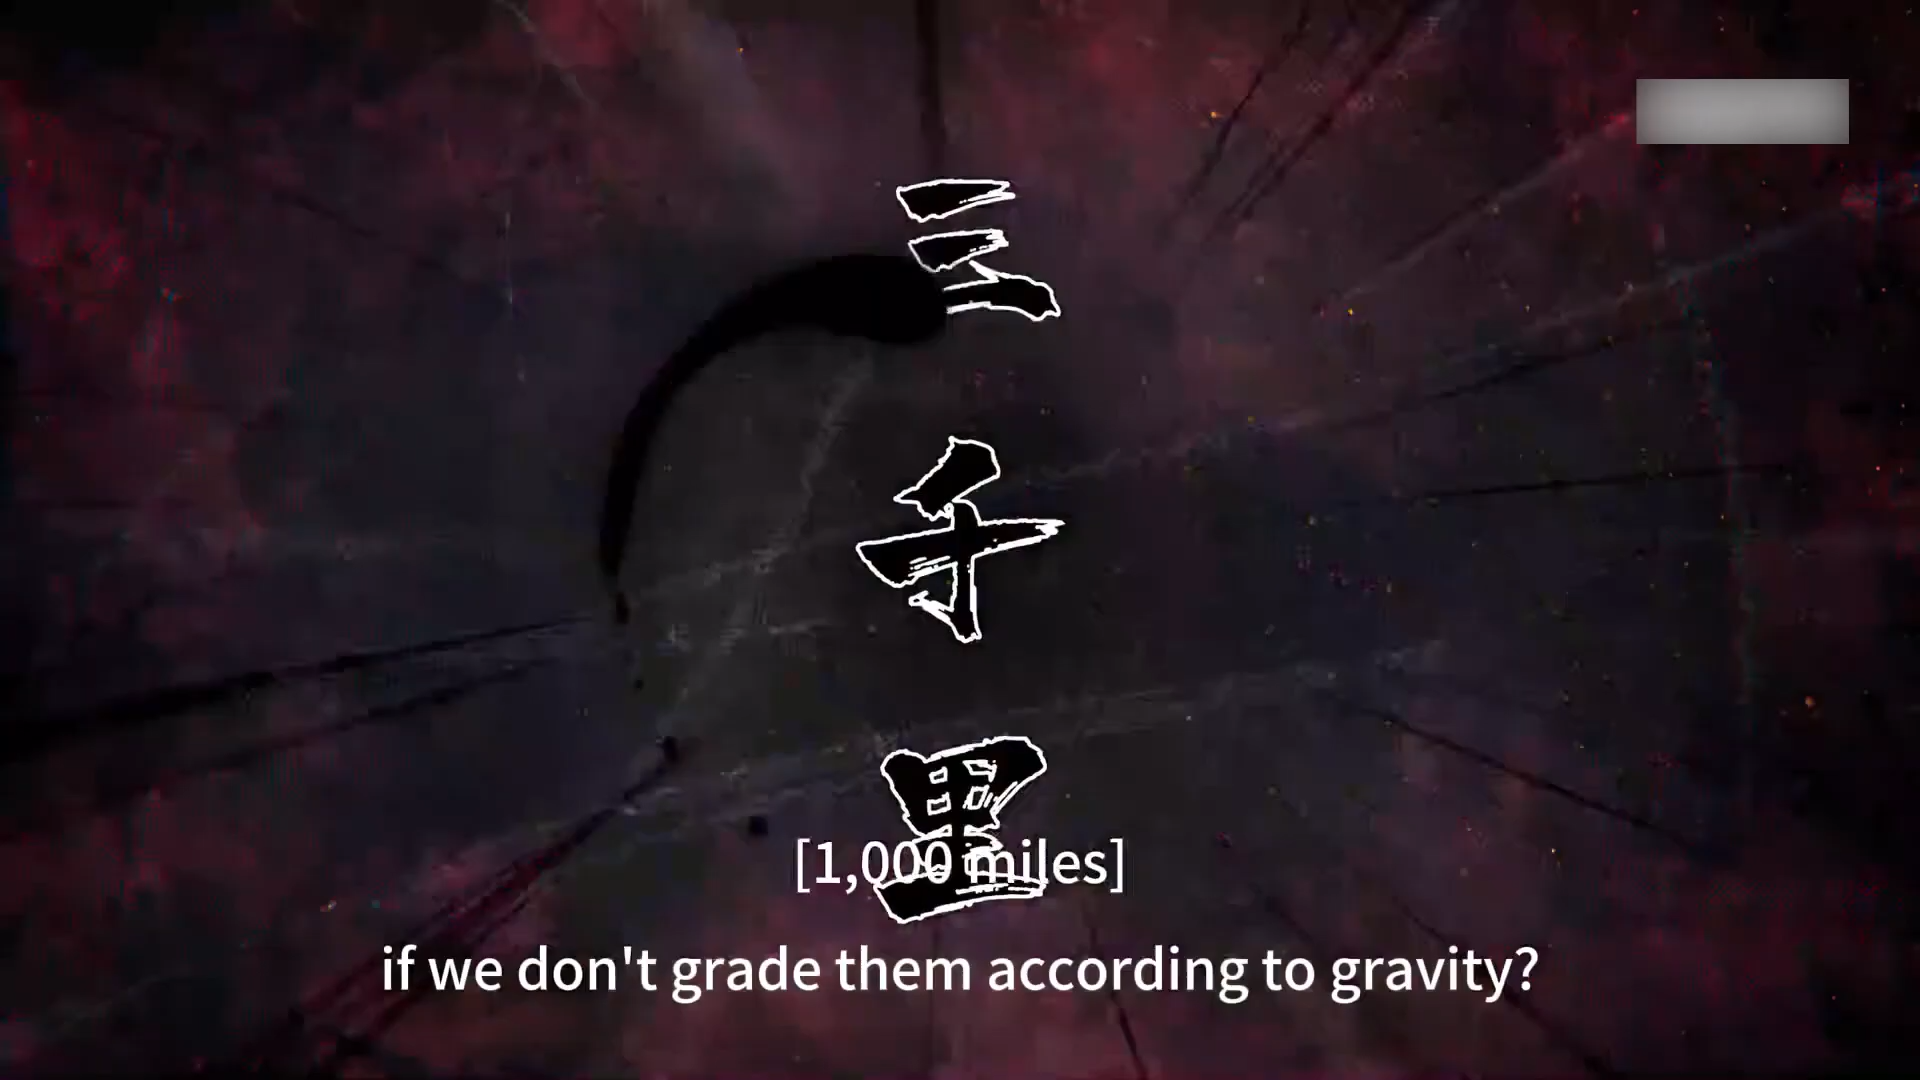 三千里
[1,000 miles]
if we don't grade them according to gravity?